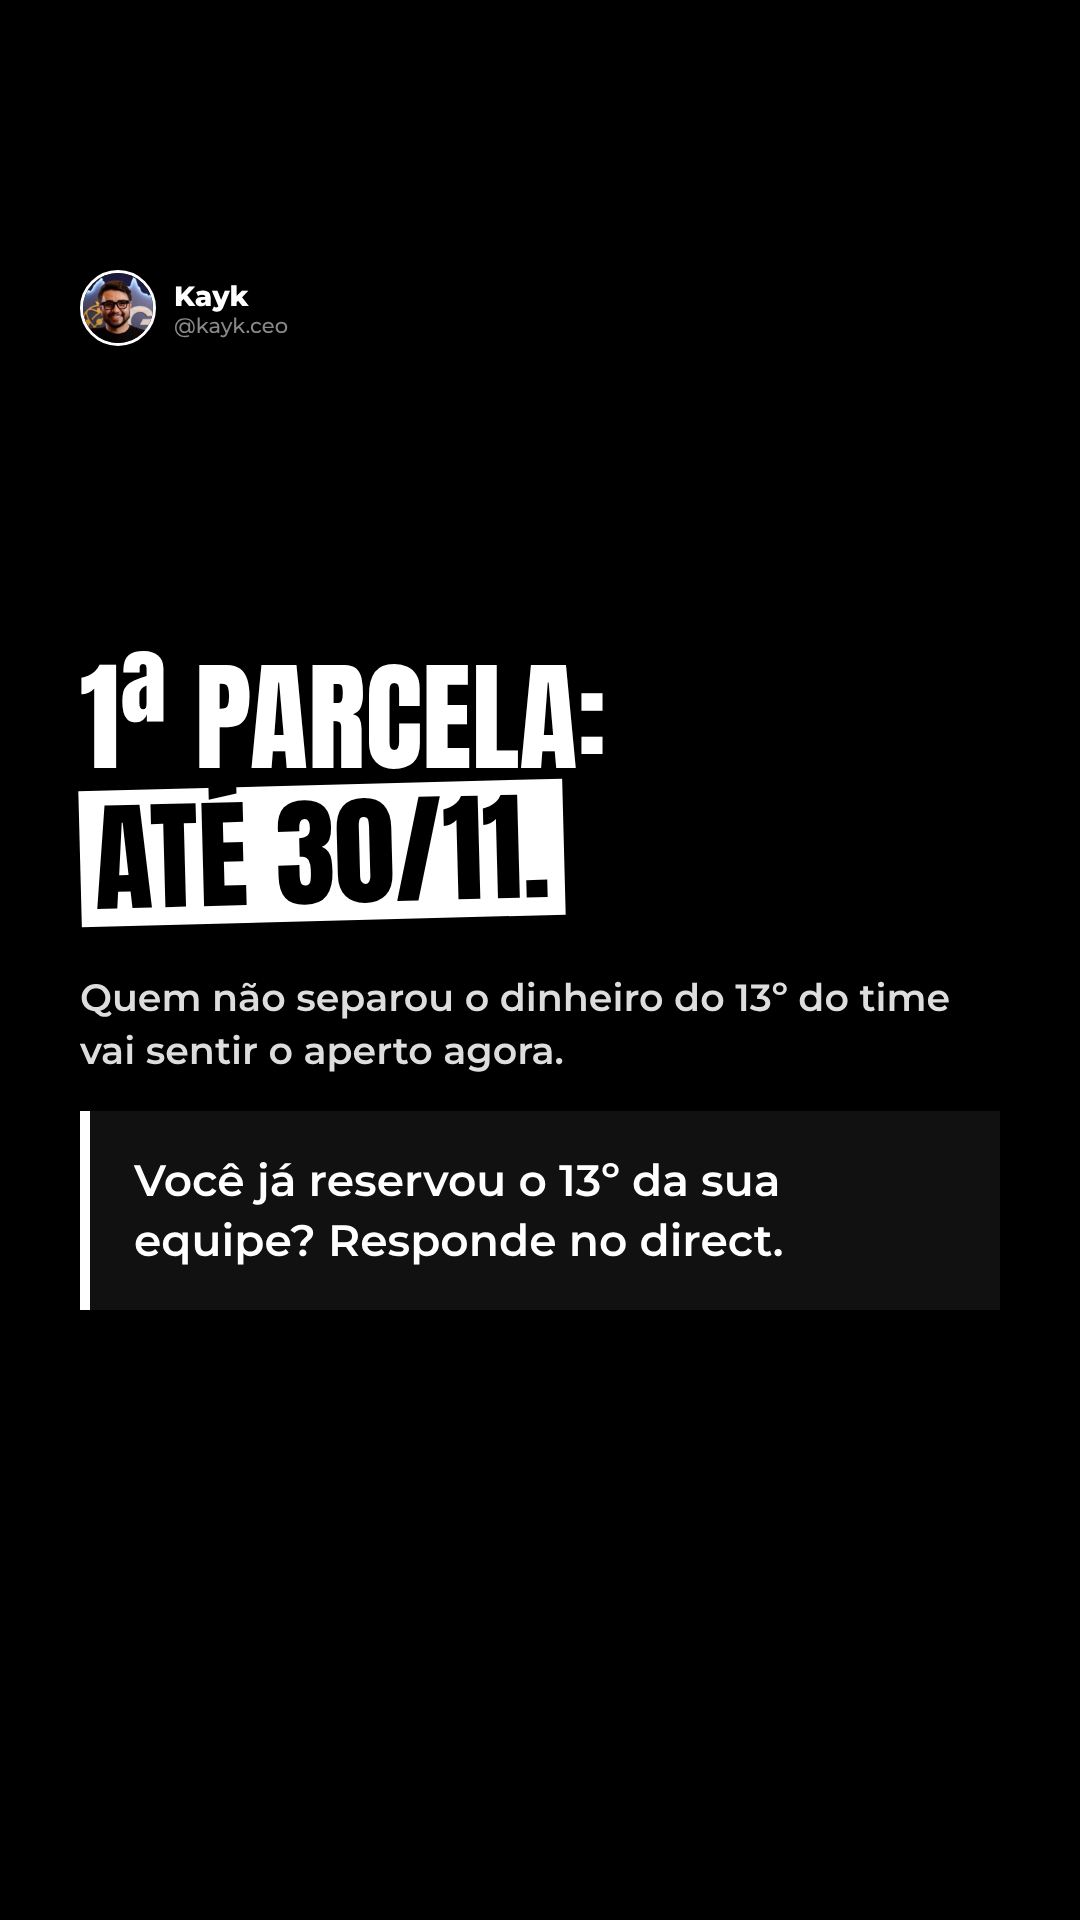 Kayk
@kayk.ceo
1ª PARCELA:
ATÉ 30/11.
Quem não separou o dinheiro do 13º do time
vai sentir o aperto agora.
Você já reservou o 13º da sua
equipe? Responde no direct.